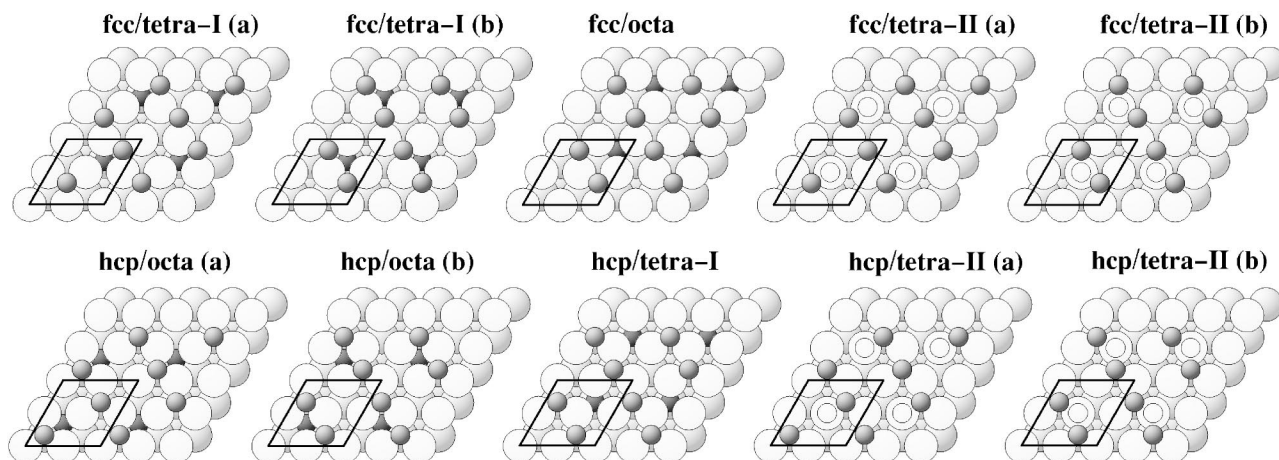 fcc/tetra−I (a) fcc/tetra−I (b) fcc/octa fcc/tetra−II (a) fcc/tetra−II (b)
hcp/octa (a) hcp/octa (b) hcp/tetra−I hcp/tetra−II (a) hcp/tetra−II (b)